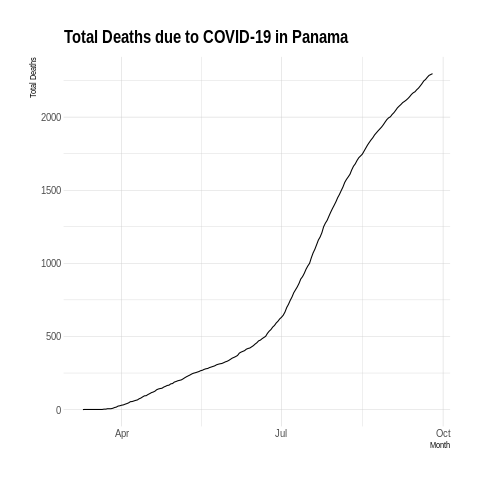 Total Deaths due to COVID-19 in Panama
Total Deaths
2000
1500
1000
500
0
Apr
Jul
Oct
Month